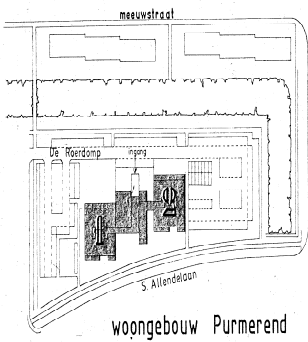 meeuwstraat
De Roerdomp
ingang
S. Allendelaan
woongebouw Purmerend